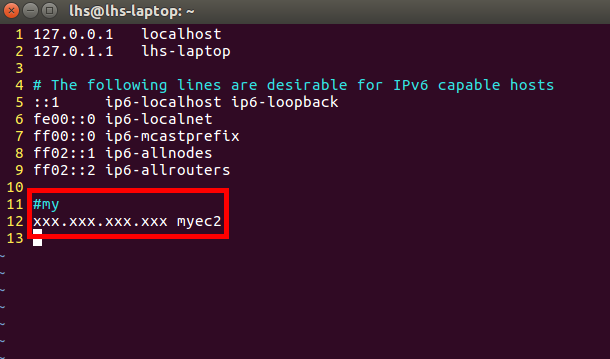 lhs@lhs-laptop: ~
1 127.0.0.1   localhost
2 127.0.1.1   lhs-laptop
3
4 # The following lines are desirable for IPv6 capable hosts
5 ::1     ip6-localhost ip6-loopback
6 fe00::0 ip6-localnet
7 ff00::0 ip6-mcastprefix
8 ff02::1 ip6-allnodes
9 ff02::2 ip6-allrouters
10
11 #my
12 xxx.xxx.xxx.xxx myec2
13
~
~
~
~
~
~
~